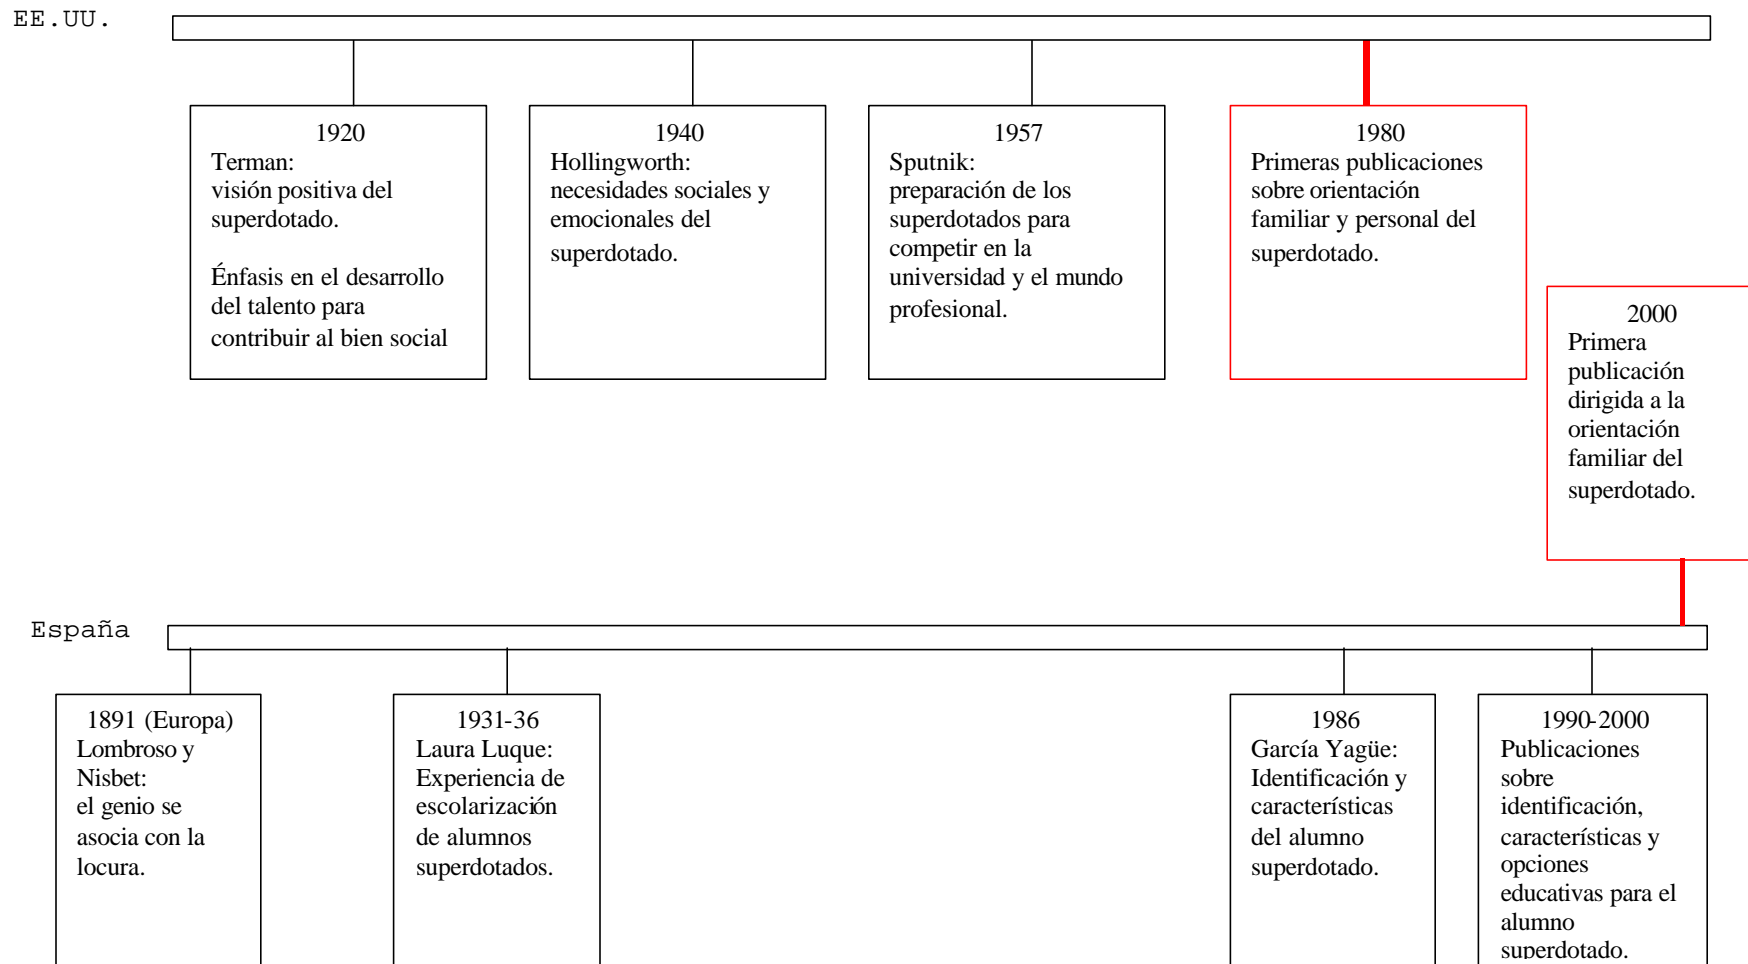 EE.UU.
1920
Terman:
visión positiva del
superdotado.
Énfasis en el desarrollo
del talento para
contribuir al bien social
1940
Hollingworth:
necesidades sociales y
emocionales del
superdotado.
1957
Sputnik:
preparación de los
superdotados para
competir en la
universidad y el mundo
profesional.
1980
Primeras publicaciones
sobre orientación
familiar y personal del
superdotado.
2000
Primera
publicación
dirigida a la
orientación
familiar del
superdotado.
España
1891 (Europa)
Lombroso y
Nisbet:
el genio se
asocia con la
locura.
1931-36
Laura Luque:
Experiencia de
escolarización
de alumnos
superdotados.
1986
García Yagüe:
Identificación y
características
del alumno
superdotado.
1990-2000
Publicaciones
sobre
identificación,
características y
opciones
educativas para el
alumno
superdotado.